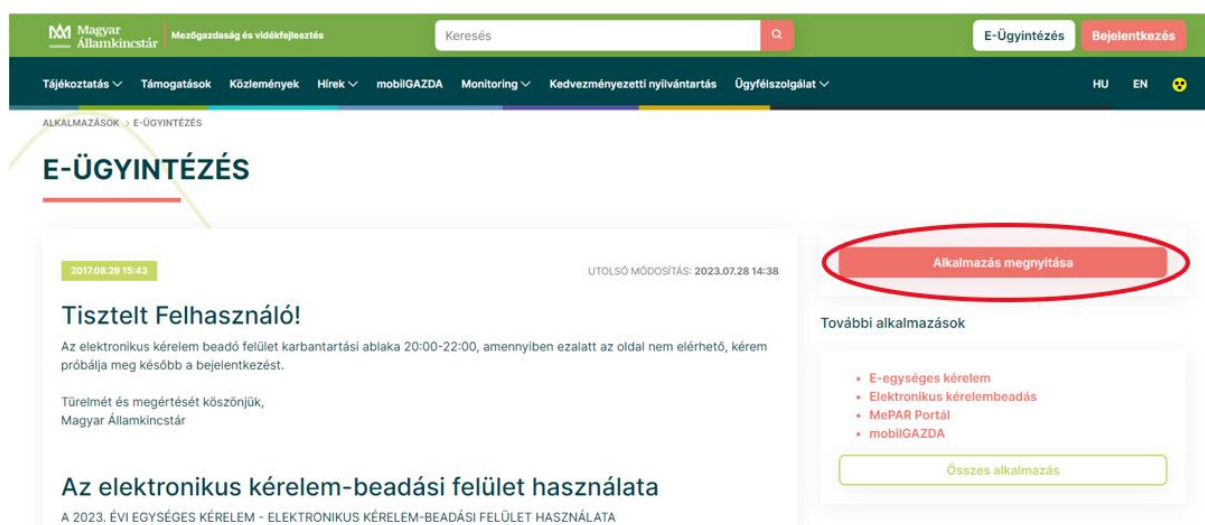 Magyar
Államkincstár
Mezőgazdaság és vidékfejlesztés
Keresés
E-Ügyintézés
Bejelentkezés
Tájékoztatás
Támogatások
Közlemények
Hírek
mobilGAZDA
Monitoring
Kedvezményezetti nyilvántartás
Ügyfélszolgálat
HU
EN
ALKALMAZÁSOK > E-ÜGYINTÉZÉS
E-ÜGYINTÉZÉS
2017.08.29 15:43
UTOLSÓ MÓDOSÍTÁS: 2023.07.28 14:38
Tisztelt Felhasználó!
Az elektronikus kérelem beadó felület karbantartási ablaka 20:00-22:00, amennyiben ezalatt az oldal nem elérhető, kérem
próbálja meg később a bejelentkezést.
Türelmét és megértését köszönjük,
Magyar Államkincstár
Az elektronikus kérelem-beadási felület használata
A 2023. ÉVI EGYSÉGES KÉRELEM - ELEKTRONIKUS KÉRELEM-BEADÁSI FELÜLET HASZNÁLATA
Alkalmazás megnyitása
További alkalmazások
• E-egységes kérelem
• Elektronikus kérelembeadás
• MePAR Portál
• mobilGAZDA
Összes alkalmazás